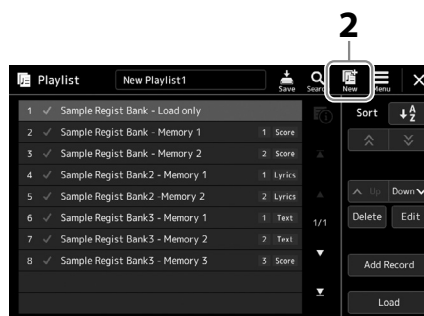 2
Playlist New Playlist1 Save Search New Menu
1 Sample Regist Bank - Load only
2 Sample Regist Bank - Memory 1 1 Score
3 Sample Regist Bank - Memory 2 2 Score
4 Sample Regist Bank2 - Memory 1 1 Lyrics
5 Sample Regist Bank2 -Memory 2 2 Lyrics
6 Sample Regist Bank3 - Memory 1 1 Text
7 Sample Regist Bank3 - Memory 2 2 Text
8 Sample Regist Bank3 - Memory 3 3 Score
1/1
Sort A Z
Up Down
Delete Edit
Add Record
Load